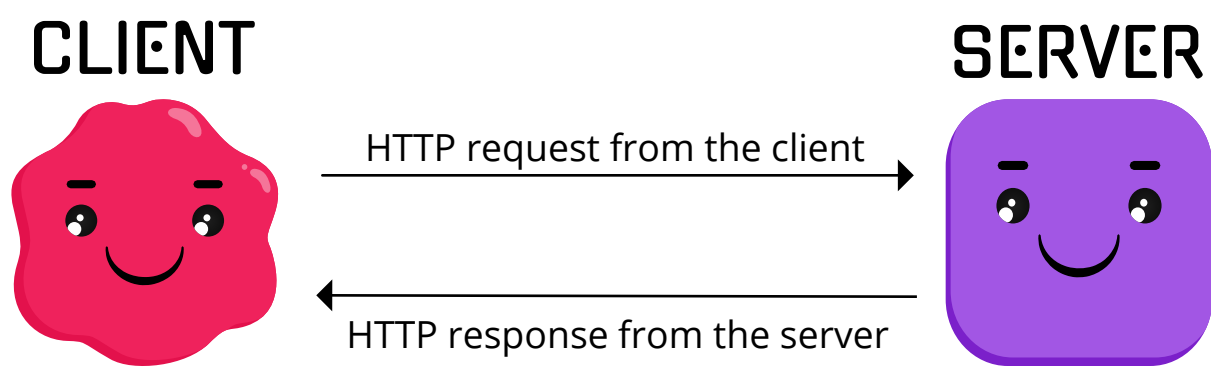 CLIENT
SERVER
HTTP request from the client
HTTP response from the server